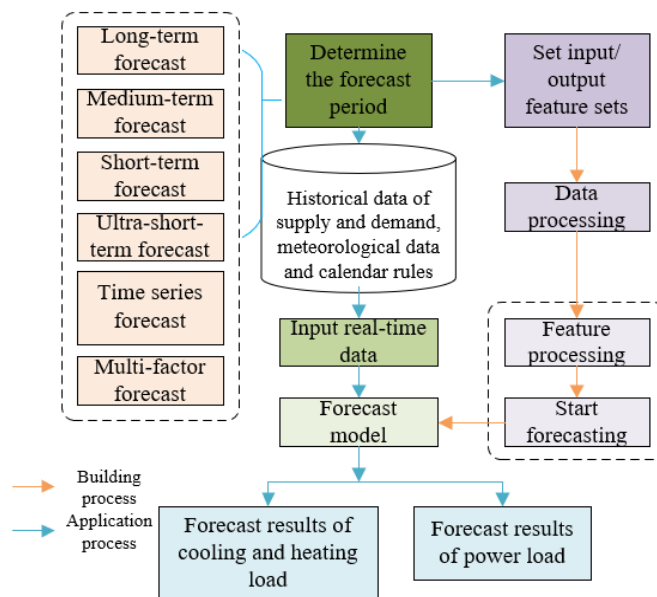 Long-term
forecast
Medium-term
forecast
Short-term
forecast
Ultra-short-
term forecast
Time series
forecast
Multi-factor
forecast
Determine
the forecast
period
Set input/
output
feature sets
Historical data of
supply and demand,
meteorological data
and calendar rules
Data
processing
Input real-time
data
Feature
processing
Forecast
model
Start
forecasting
Building
process
Application
process
Forecast results of
cooling and heating
load
Forecast results
of power load